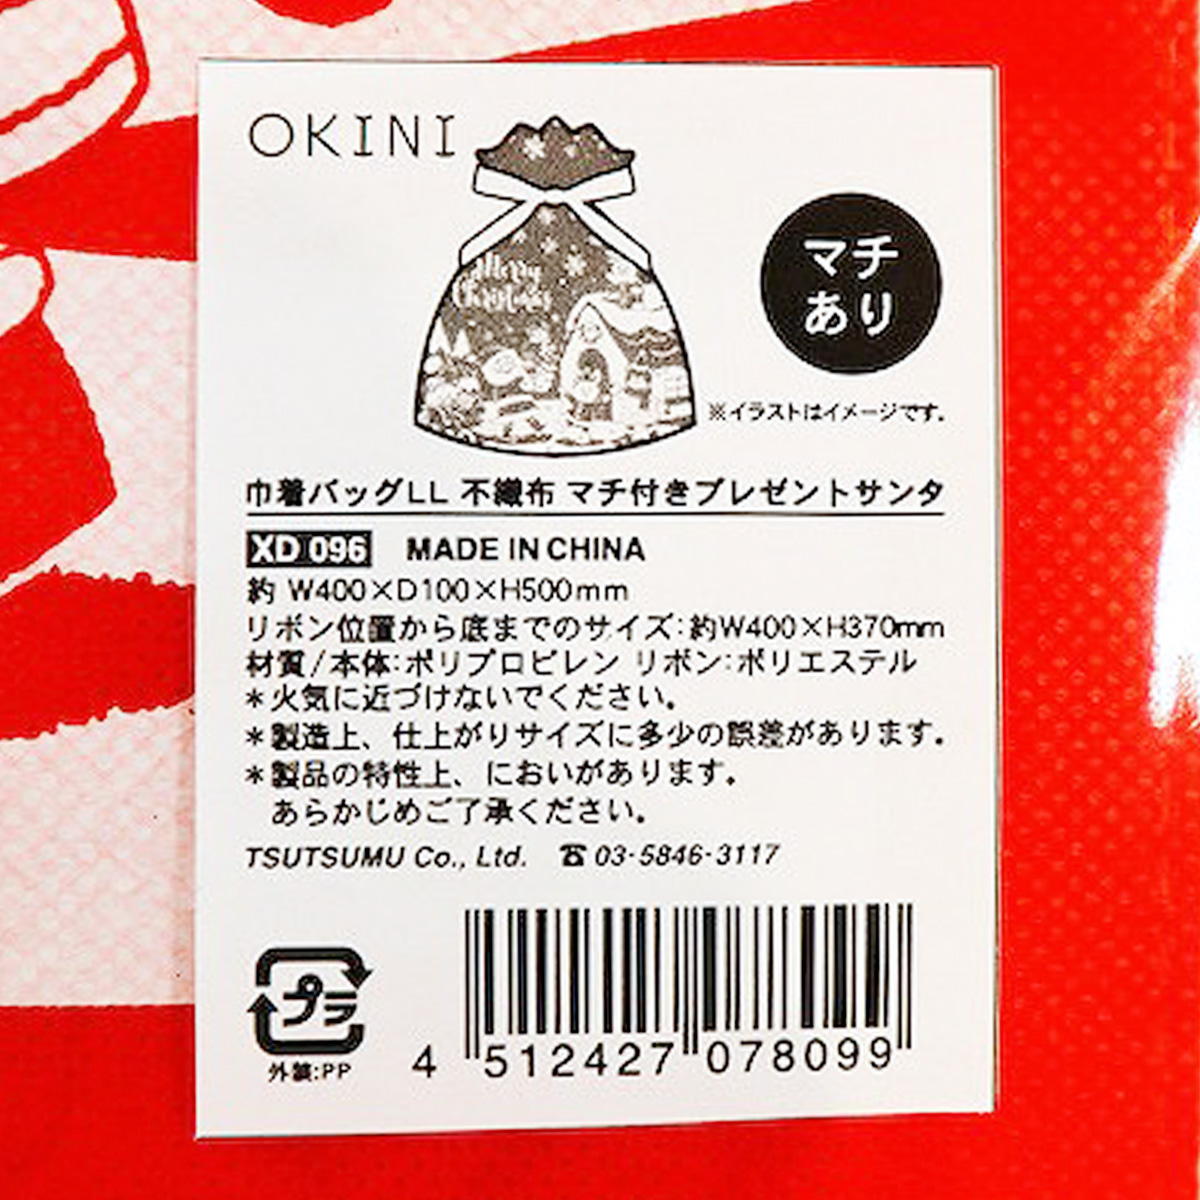 OKINI
Merry
Christmas
マチ
あり
※イラストはイメージです。
巾着バッグLL 不織布 マチ付きプレゼントサンタ
XD 096 MADE IN CHINA
約 W400×D100×H500mm
リボン位置から底までのサイズ:約W400×H370mm
材質/本体:ポリプロピレン リボン:ポリエステル
*火気に近づけないでください。
*製造上、仕上がりサイズに多少の誤差があります。
*製品の特性上、においがあります。
あらかじめご了承ください。
TSUTSUMU Co., Ltd. ☎ 03-5846-3117
プラ
外装:PP
4 512427 078099